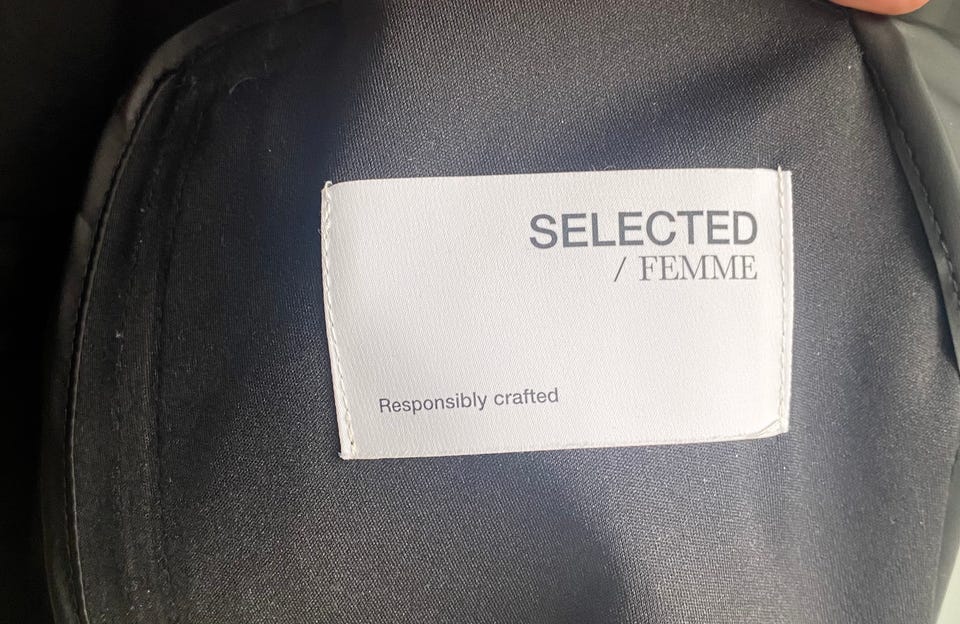 SELECTED
/ FEMME
Responsibly crafted